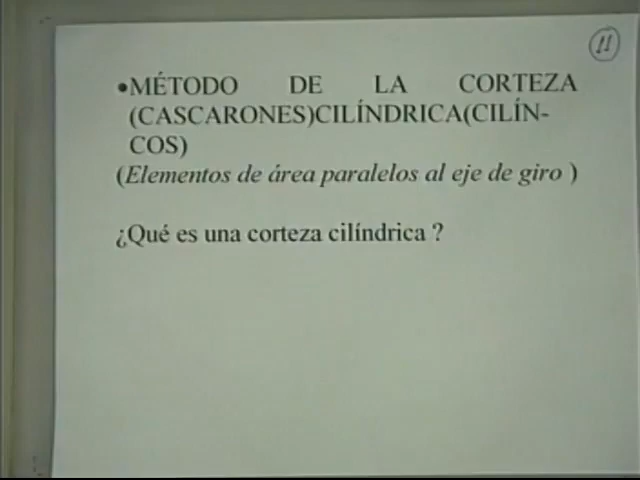 11
•MÉTODO DE LA CORTEZA
(CASCARONES)CILÍNDRICA(CILÍN-
COS)
(Elementos de área paralelos al eje de giro )
¿Qué es una corteza cilíndrica ?